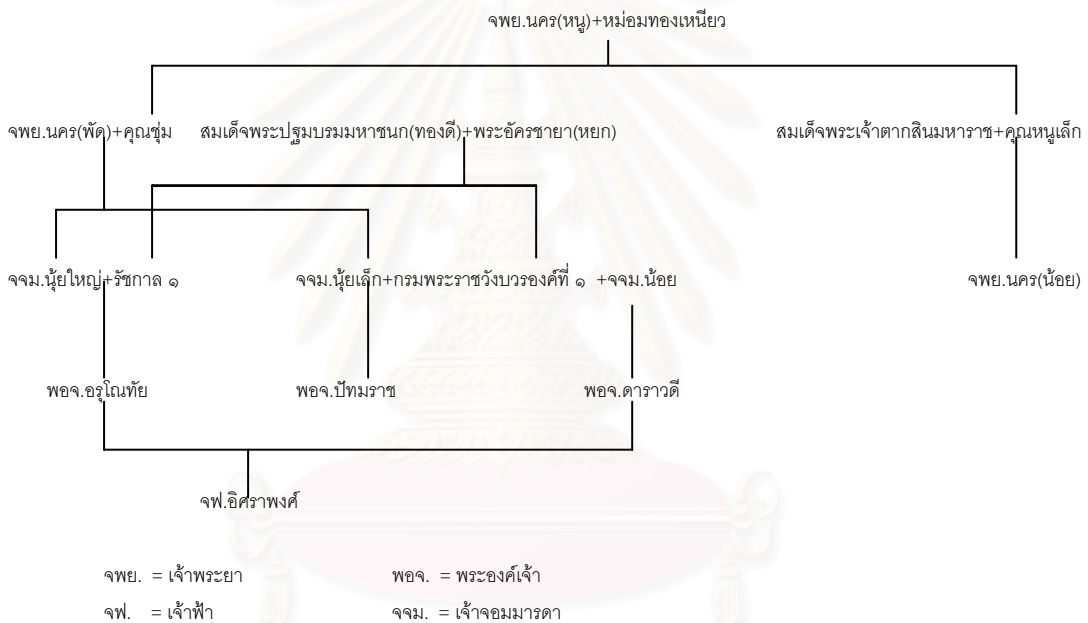 จพย.นคร(หนู)+หม่อมทองเหนียว
จพย.นคร(พัด)+คุณชุ่ม สมเด็จพระปฐมบรมมหาชนก(ทองดี)+พระอัครชายา(หยก) สมเด็จพระเจ้าตากสินมหาราช+คุณหนูเล็ก
จจม.นุ้ยใหญ่+รัชกาล ๑ จจม.นุ้ยเล็ก+กรมพระราชวังบวรองค์ที่ ๑ +จจม.น้อย จพย.นคร(น้อย)
พอจ.อรุโณทัย พอจ.ปัทมราช พอจ.ดาราวดี
จฟ.อิศราพงศ์
จพย. = เจ้าพระยา พอจ. = พระองค์เจ้า
จฟ. = เจ้าฟ้า จจม. = เจ้าจอมมารดา